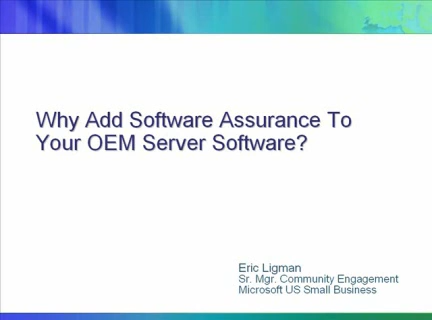 Why Add Software Assurance To
Your OEM Server Software?
Eric Ligman
Sr. Mgr. Community Engagement
Microsoft US Small Business